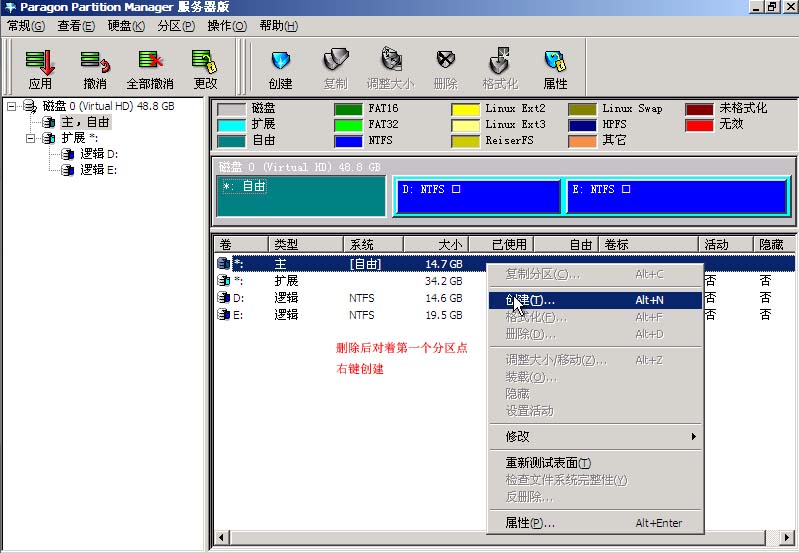 Paragon Partition Manager 服务器版
常规(G) 查看(E) 硬盘(K) 分区(P) 操作(O) 帮助(H)
应用 撤消 全部撤消 更改 创建 复制 调整大小 删除 格式化 属性
磁盘 0 (Virtual HD) 48.8 GB
主，自由
扩展 *:
逻辑 D:
逻辑 E:
磁盘 FAT16 Linux Ext2 Linux Swap 未格式化
扩展 FAT32 Linux Ext3 HPFS 无效
自由 NTFS ReiserFS 其它
磁盘 0 (Virtual HD) 48.8 GB
*: 自由 D: NTFS E: NTFS
卷 类型 系统 大小 已使用 自由 卷标 活动 隐藏
*: 主 [自由] 14.7 GB
*: 扩展 34.2 GB 否 否
D: 逻辑 NTFS 14.6 GB 否 否
E: 逻辑 NTFS 19.5 GB 否 否
删除后对着第一个分区点
右键创建
复制分区(C)... Alt+C
创建(T)... Alt+N
格式化(F)... Alt+F
删除(D)... Alt+D
调整大小/移动(Z)... Alt+Z
装载(O)...
隐藏
设置活动
修改
重新测试表面(T)
检查文件系统完整性(Y)
反删除...
属性(P)... Alt+Enter